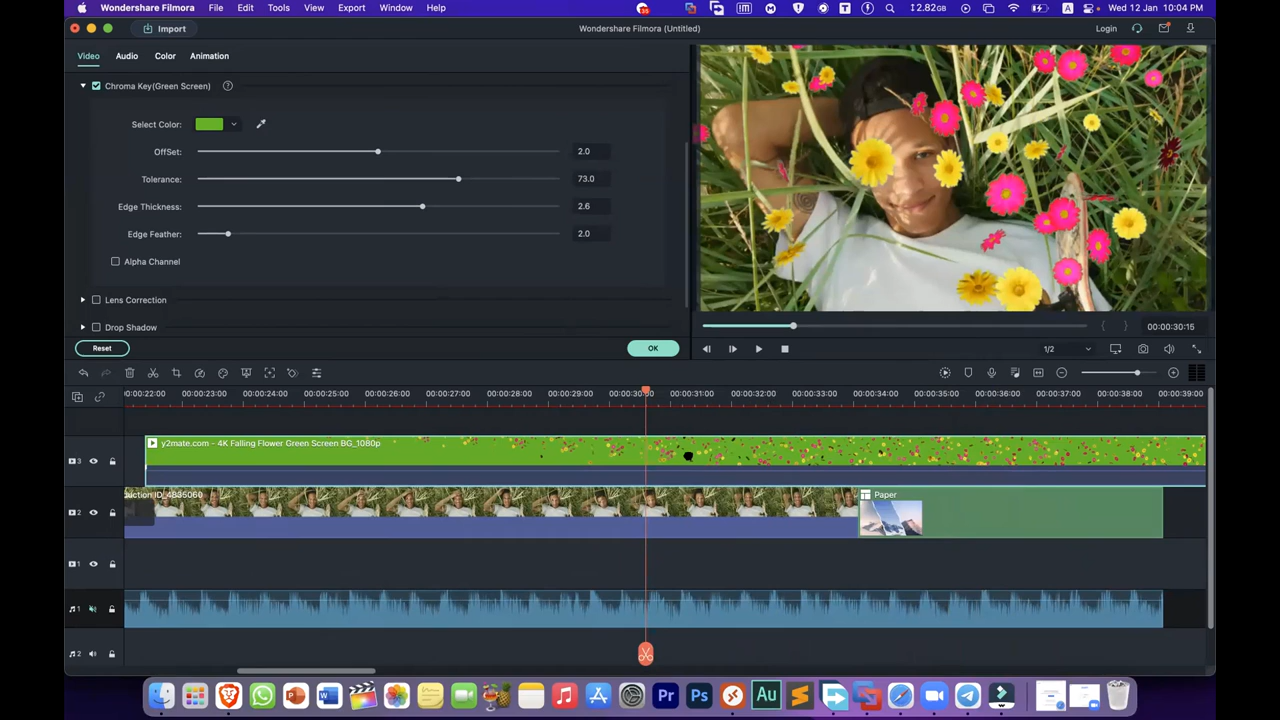 Wondershare Filmora File Edit Tools View Export Window Help 2.82GB A Wed 12 Jan 10:04 PM
Import Wondershare Filmora (Untitled) Login
Video Audio Color Animation
Chroma Key(Green Screen) ?
Select Color:
OffSet: 2.0
Tolerance: 73.0
Edge Thickness: 2.6
Edge Feather: 2.0
Alpha Channel
Lens Correction
Drop Shadow
00:00:30:15
Reset OK
1/2
00:00:22:00 00:00:23:00 00:00:24:00 00:00:25:00 00:00:26:00 00:00:27:00 00:00:28:00 00:00:29:00 00:00:31:00 00:00:32:00 00:00:33:00 00:00:34:00 00:00:35:00 00:00:36:00 00:00:37:00 00:00:38:00 00:00:39:00
3 y2mate.com - 4K Falling Flower Green Screen BG_1080p
uction ID_4835060 Paper
2
1
1
2
W Pr Ps Au